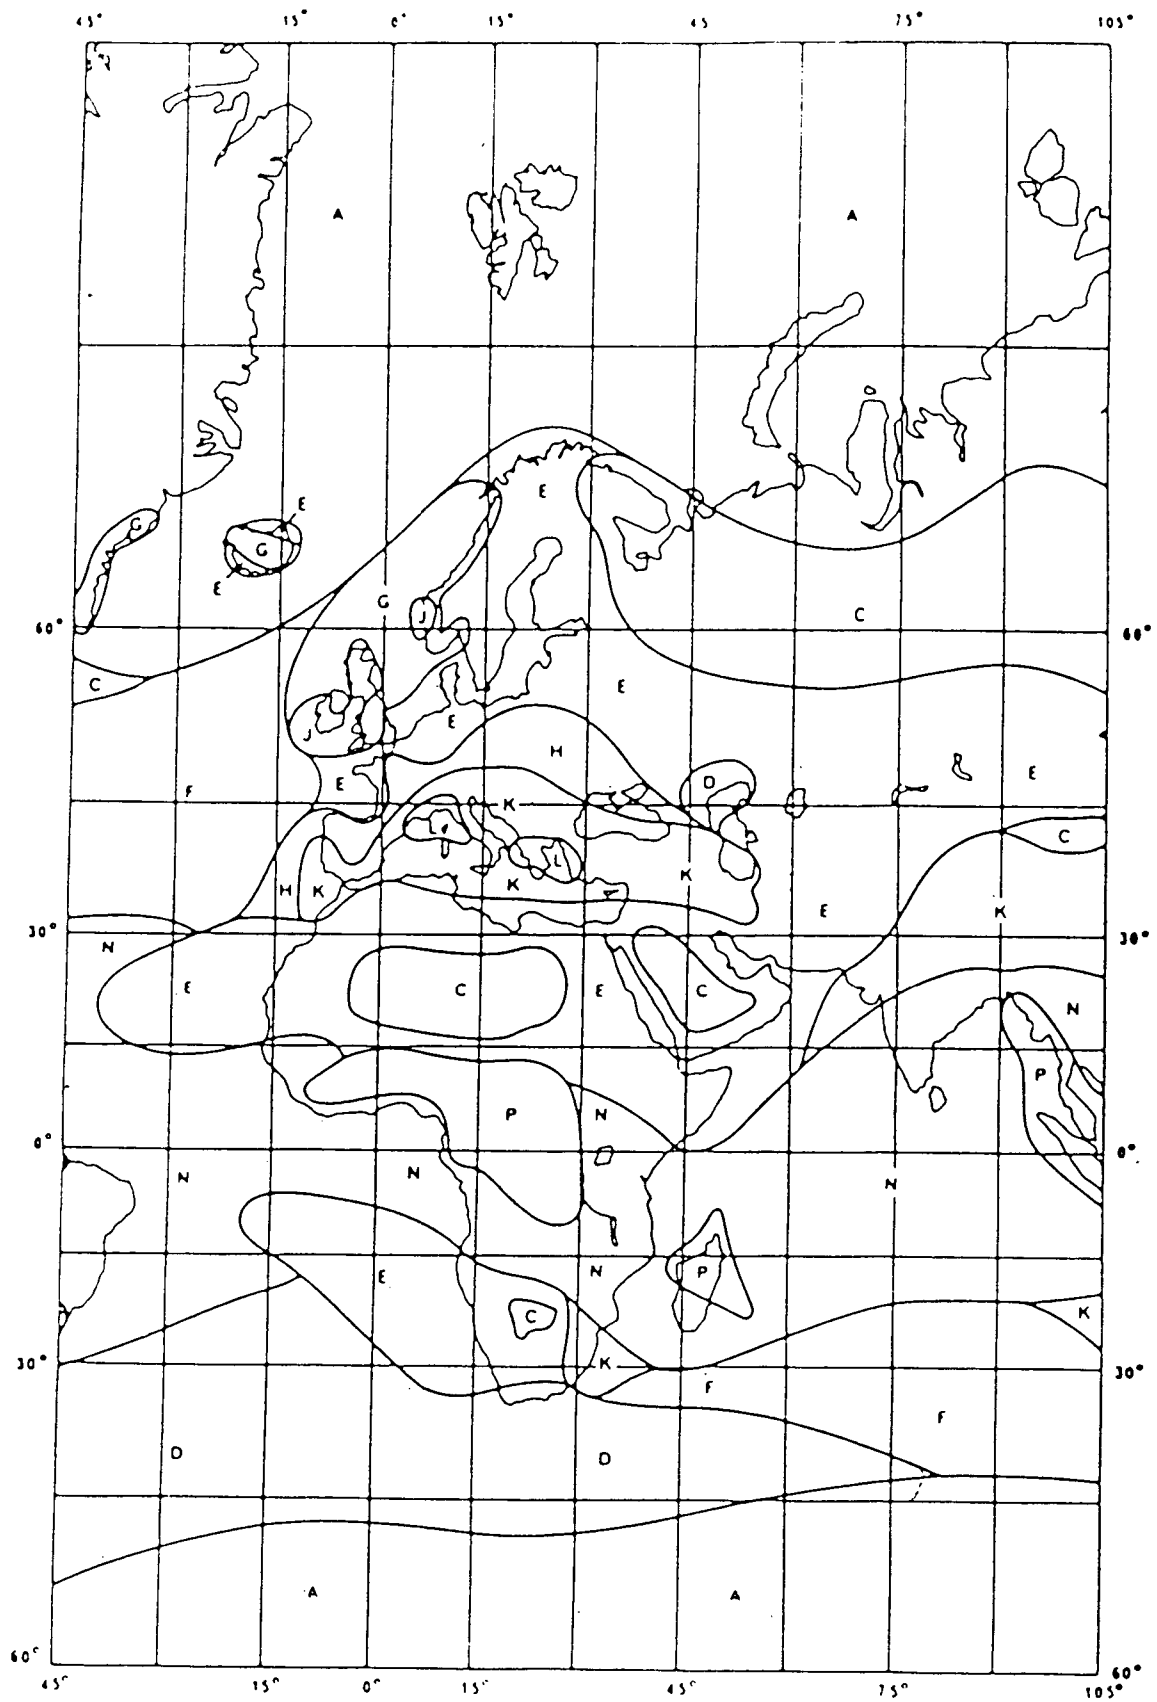 45° 15° 0° 15° 45 75° 105°
A A
E
E
G
G
E
G J C
60° 60°
C E
J E
H
E D E
F K
L C
L
H K K K E K
30° N 30°
E C E C N
P
P N
0° 0°
N N N
E N P
C K
K
30° F 30°
F
D D
A A
60° 60°
45° 15° 0° 15° 45° 75° 105°